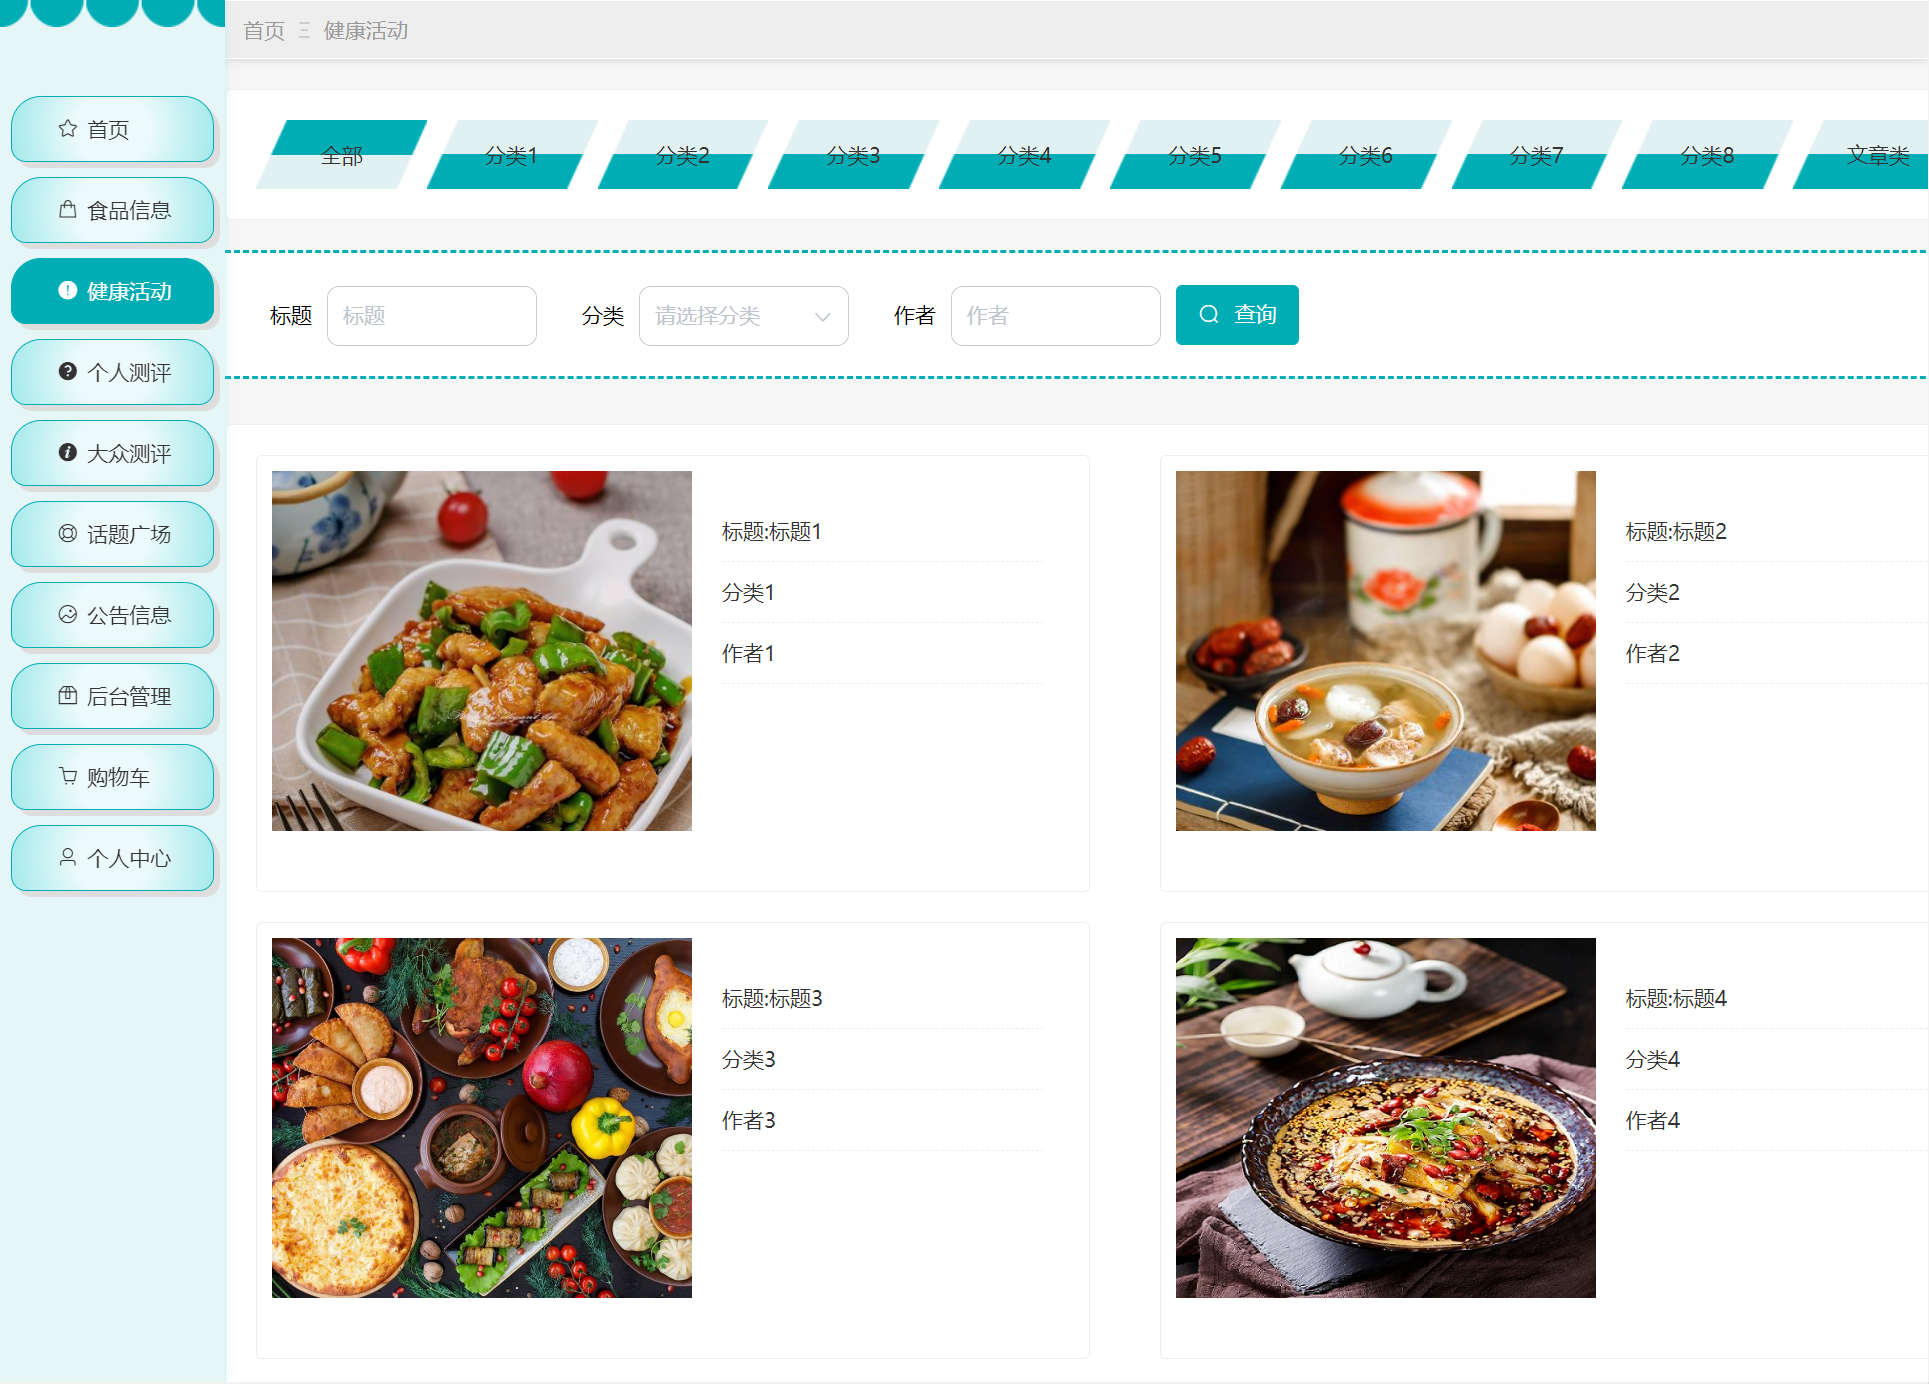 首页 健康活动
首页
食品信息
健康活动
个人测评
大众测评
话题广场
公告信息
后台管理
购物车
个人中心
全部 分类1 分类2 分类3 分类4 分类5 分类6 分类7 分类8 文章类
标题 标题 分类 请选择分类 作者 作者 查询
标题:标题1
分类1
作者1
标题:标题2
分类2
作者2
标题:标题3
分类3
作者3
标题:标题4
分类4
作者4